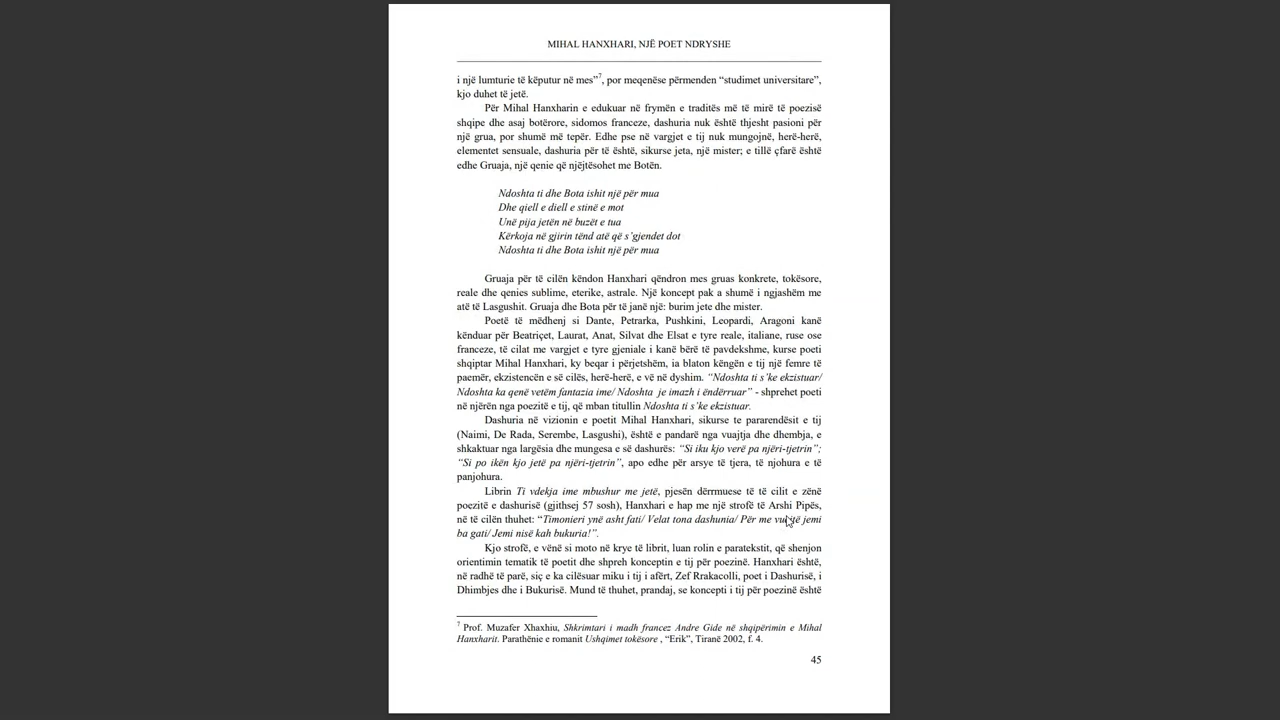 MIHAL HANXHARI, NJË POET NDRYSHE
i një lumturie të këputur në mes”7, por meqenëse përmenden “studimet universitare”,
kjo duhet të jetë.
Për Mihal Hanxharin e edukuar në frymën e traditës më të mirë të poezisë
shqipe dhe asaj botërore, sidomos franceze, dashuria nuk është thjesht pasioni për
një grua, por shumë më tepër. Edhe pse në vargjet e tij nuk mungojnë, herë-herë,
elementet sensuale, dashuria për të është, sikurse jeta, një mister; e tillë çfarë është
edhe Gruaja, një qenie që njëjtësohet me Botën.
Ndoshta ti dhe Bota ishit një për mua
Dhe qiell e diell e stinë e mot
Unë pija jetën në buzët e tua
Kërkoja në gjirin tënd atë që s’gjendet dot
Ndoshta ti dhe Bota ishit një për mua
Gruaja për të cilën këndon Hanxhari qëndron mes gruas konkrete, tokësore,
reale dhe qenies sublime, eterike, astrale. Një koncept pak a shumë i ngjashëm me
atë të Lasgushit. Gruaja dhe Bota për të janë një: burim jete dhe mister.
Poetë të mëdhenj si Dante, Petrarka, Pushkini, Leopardi, Aragoni kanë
kënduar për Beatriçet, Laurat, Anat, Silvat dhe Elsat e tyre reale, italiane, ruse ose
franceze, të cilat me vargjet e tyre gjeniale i kanë bërë të pavdekshme, kurse poeti
shqiptar Mihal Hanxhari, ky beqar i përjetshëm, ia blaton këngën e tij një femre të
paemër, ekzistencën e së cilës, herë-herë, e vë në dyshim. “Ndoshta ti s’ke ekzistuar/
Ndoshta ka qenë vetëm fantazia ime/ Ndoshta je imazh i ëndërruar” - shprehet poeti
në njërën nga poezitë e tij, që mban titullin Ndoshta ti s’ke ekzistuar.
Dashuria në vizionin e poetit Mihal Hanxhari, sikurse te pararendësit e tij
(Naimi, De Rada, Serembe, Lasgushi), është e pandarë nga vuajtja dhe dhembja, e
shkaktuar nga largësia dhe mungesa e së dashurës: “Si iku kjo verë pa njëri-tjetrin”;
“Si po ikën kjo jetë pa njëri-tjetrin”, apo edhe për arsye të tjera, të njohura e të
panjohura.
Librin Ti vdekja ime mbushur me jetë, pjesën dërrmuese të të cilit e zënë
poezitë e dashurisë (gjithsej 57 sosh), Hanxhari e hap me një strofë të Arshi Pipës,
në të cilën thuhet: “Timonieri ynë asht fati/ Velat tona dashunia/ Për me vujtë jemi
ba gati/ Jemi nisë kah bukuria!”.
Kjo strofë, e vënë si moto në krye të librit, luan rolin e paratekstit, që shenjon
orientimin tematik të poetit dhe shpreh konceptin e tij për poezinë. Hanxhari është,
në radhë të parë, siç e ka cilësuar miku i tij i afërt, Zef Rrakacolli, poet i Dashurisë, i
Dhimbjes dhe i Bukurisë. Mund të thuhet, prandaj, se koncepti i tij për poezinë është
7 Prof. Muzafer Xhaxhiu, Shkrimtari i madh francez Andre Gide në shqipërimin e Mihal
Hanxharit. Parathënie e romanit Ushqimet tokësore , “Erik”, Tiranë 2002, f. 4.
45